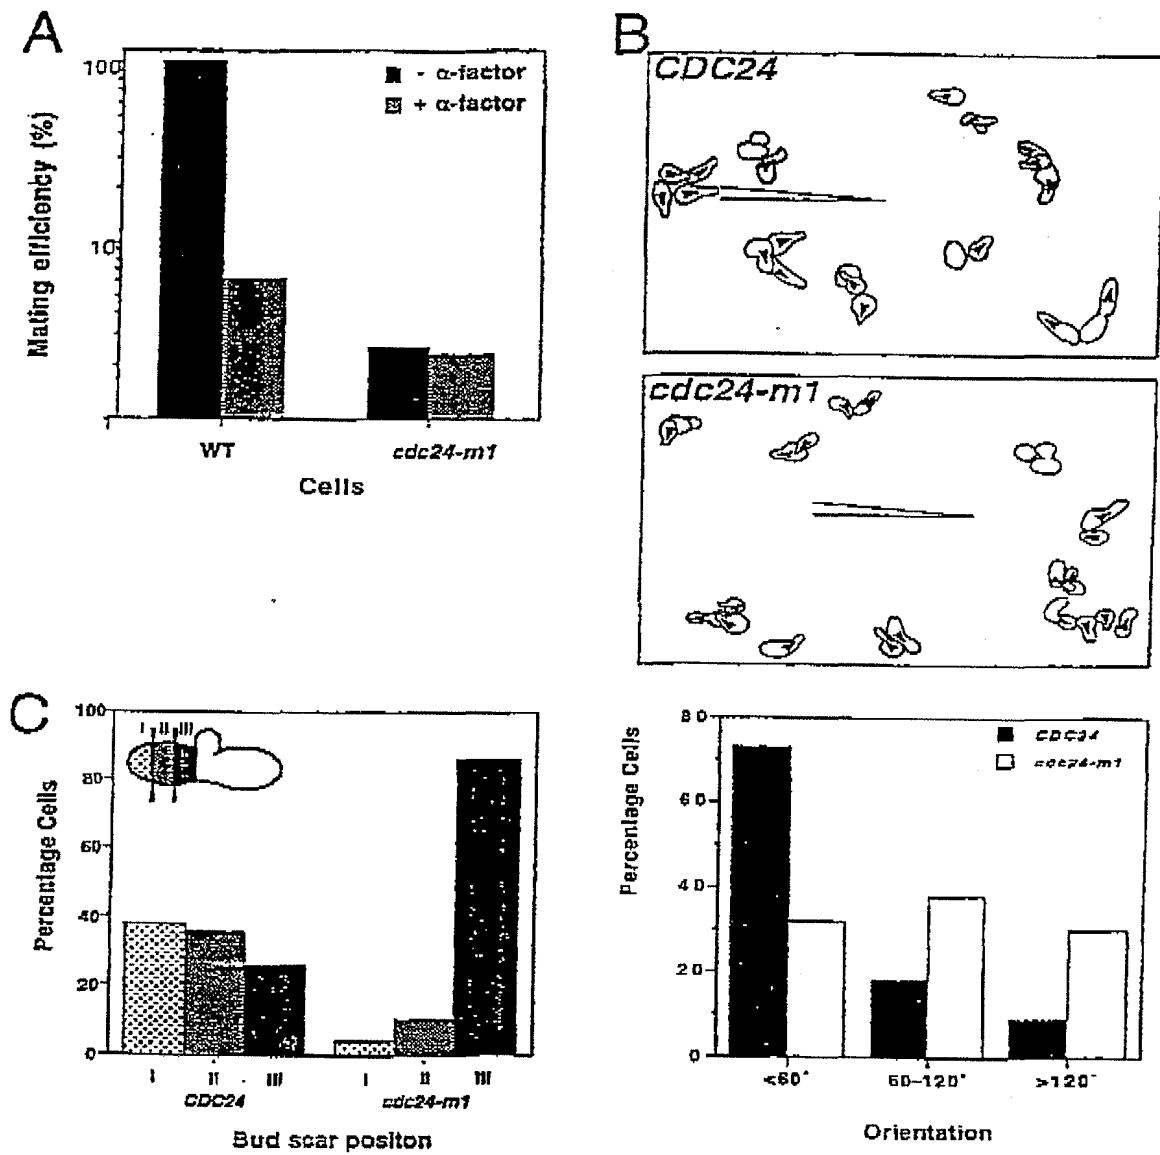 A
100
10
Mating efficiency (%)
- α-factor
+ α-factor
WT
cdc24-m1
Cells
B
CDC24
cdc24-m1
C
100
80
60
40
20
0
Percentage Cells
I II III
I II III
I II III
CDC24
cdc24-m1
Bud scar positon
80
60
40
20
0
Percentage Cells
CDC24
cdc24-m1
<60°
60-120°
>120°
Orientation